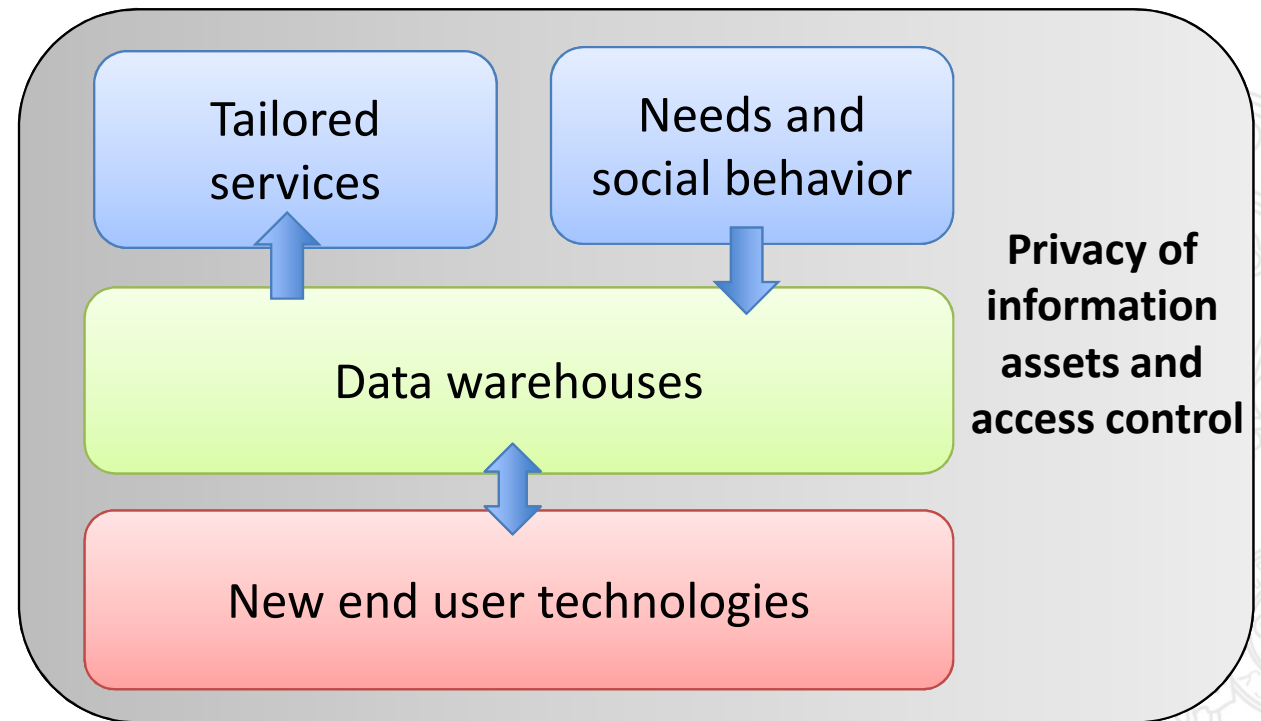 Tailored
services
Needs and
social behavior
Privacy of
information
assets and
access control
Data warehouses
New end user technologies